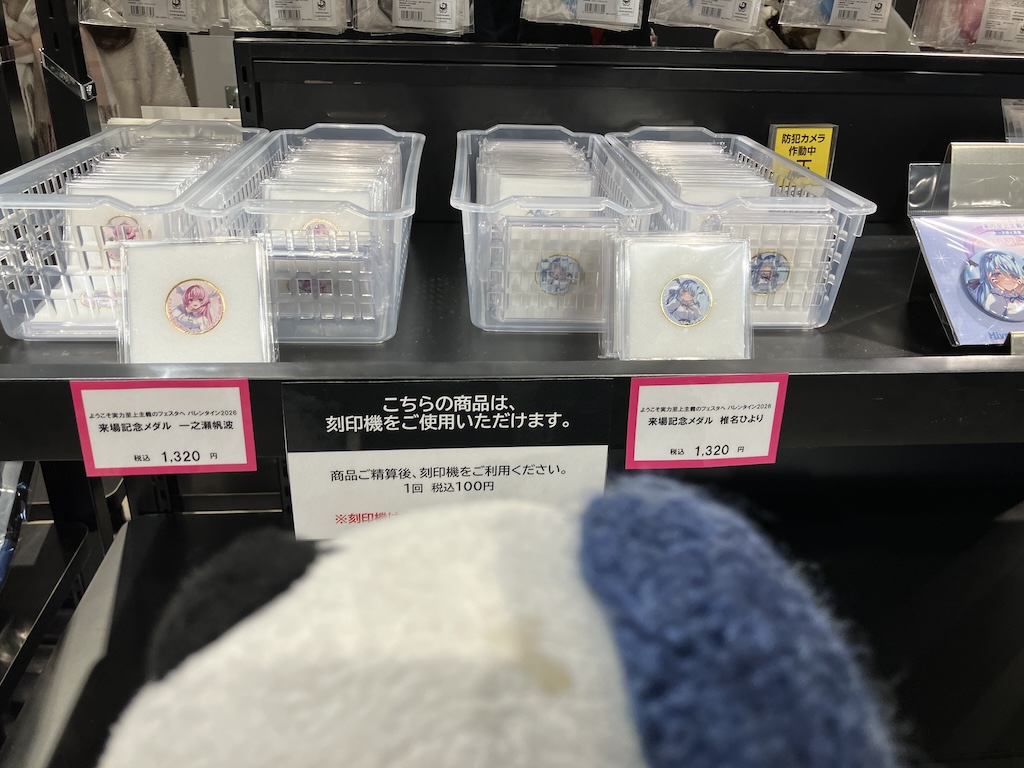 防犯カメラ
作動中
ようこそ実力至上主義のフェスタへ バレンタイン2026
来場記念メダル 一之瀬帆波
税込 1,320 円
こちらの商品は、
刻印機をご使用いただけます。
商品ご精算後、刻印機をご利用ください。
1回 税込100円
※刻印機は
ようこそ実力至上主義のフェスタへ バレンタイン2026
来場記念メダル 椎名ひより
税込 1,320 円